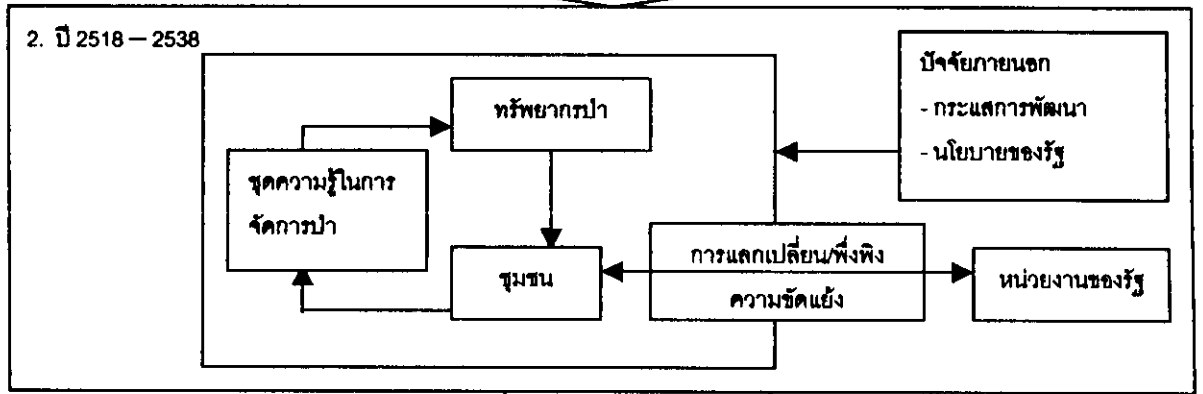 2. ปี 2518 – 2538
ปัจจัยภายนอก
- กระแสการพัฒนา
- นโยบายของรัฐ
ทรัพยากรป่า
ชุดความรู้ในการ
จัดการป่า
ชุมชน
การแลกเปลี่ยน/พึ่งพิง
ความขัดแย้ง
หน่วยงานของรัฐ